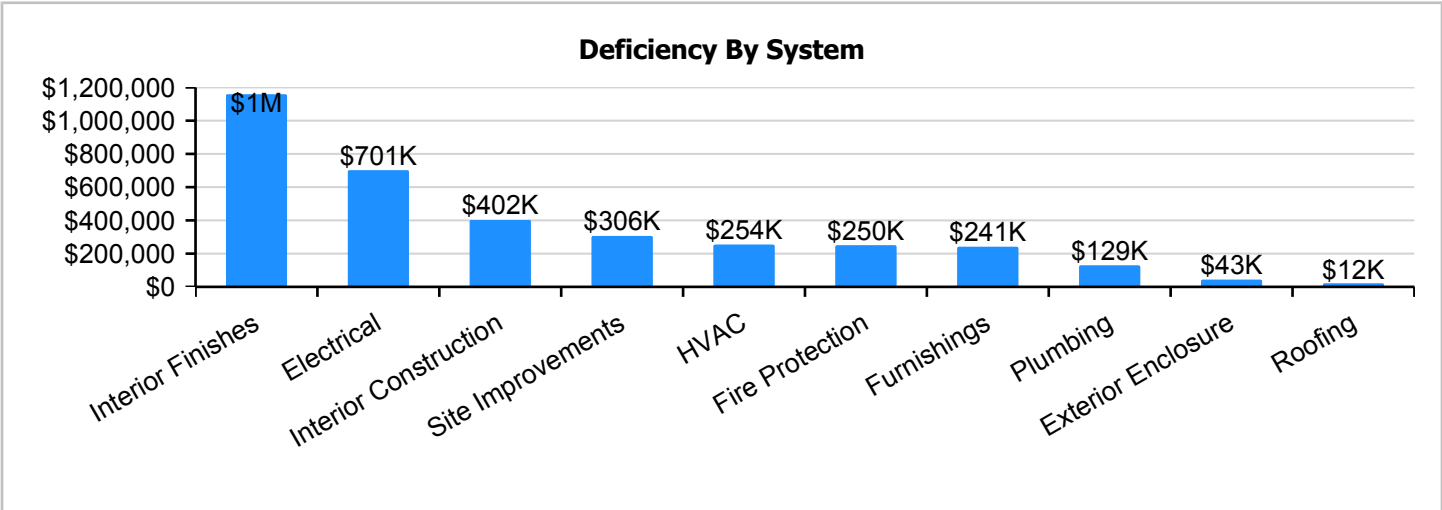 Deficiency By System
$1,200,000
$1,000,000
$800,000
$600,000
$400,000
$200,000
$0
$1M
$701K
$402K
$306K
$254K
$250K
$241K
$129K
$43K
$12K
Interior Finishes
Electrical
Interior Construction
Site Improvements
HVAC
Fire Protection
Furnishings
Plumbing
Exterior Enclosure
Roofing